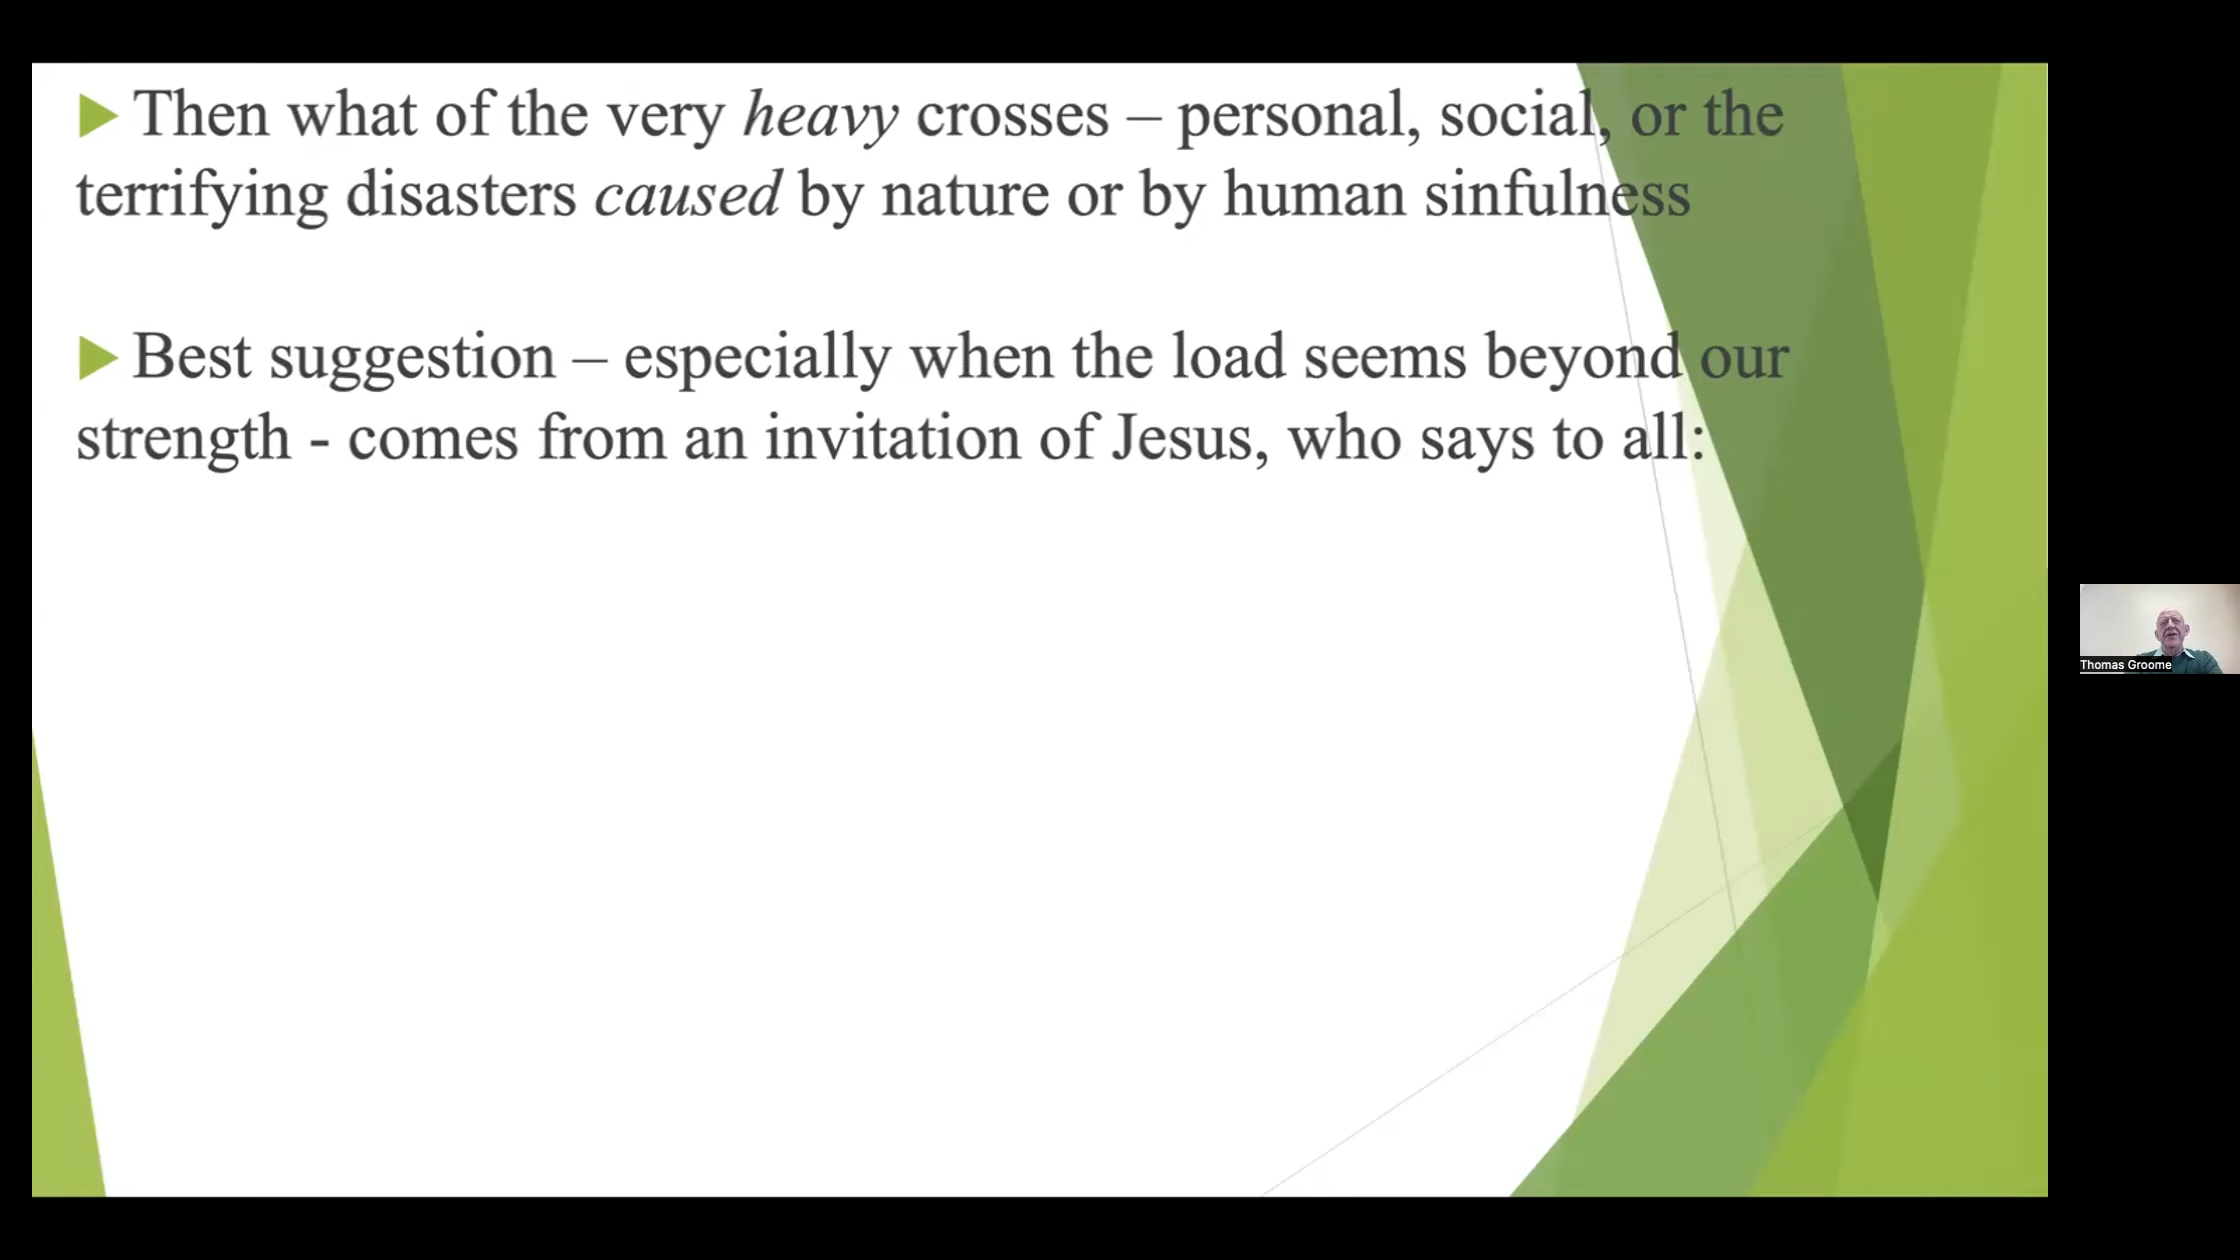 Then what of the very heavy crosses – personal, social, or the
terrifying disasters caused by nature or by human sinfulness
Best suggestion – especially when the load seems beyond our
strength - comes from an invitation of Jesus, who says to all:
Thomas Groome